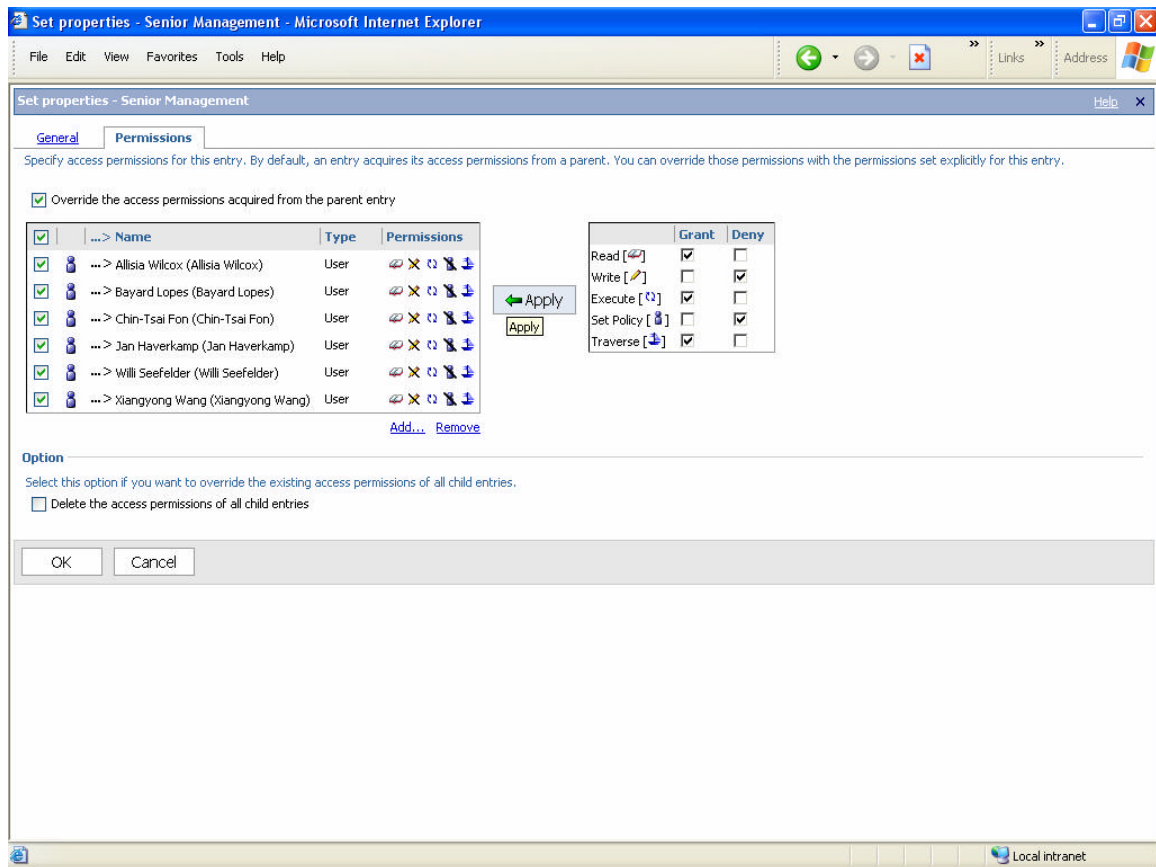 Set properties - Senior Management - Microsoft Internet Explorer
File Edit View Favorites Tools Help
» Links » Address
Set properties - Senior Management Help X
General Permissions
Specify access permissions for this entry. By default, an entry acquires its access permissions from a parent. You can override those permissions with the permissions set explicitly for this entry.
Override the access permissions acquired from the parent entry
...> Name Type Permissions
...> Allisia Wilcox (Allisia Wilcox) User
...> Bayard Lopes (Bayard Lopes) User
...> Chin-Tsai Fon (Chin-Tsai Fon) User
...> Jan Haverkamp (Jan Haverkamp) User
...> Willi Seefelder (Willi Seefelder) User
...> Xiangyong Wang (Xiangyong Wang) User
Add... Remove
Apply
Apply
Grant Deny
Read [ ]
Write [ ]
Execute [ ]
Set Policy [ ]
Traverse [ ]
Option
Select this option if you want to override the existing access permissions of all child entries.
Delete the access permissions of all child entries
OK Cancel
Local intranet